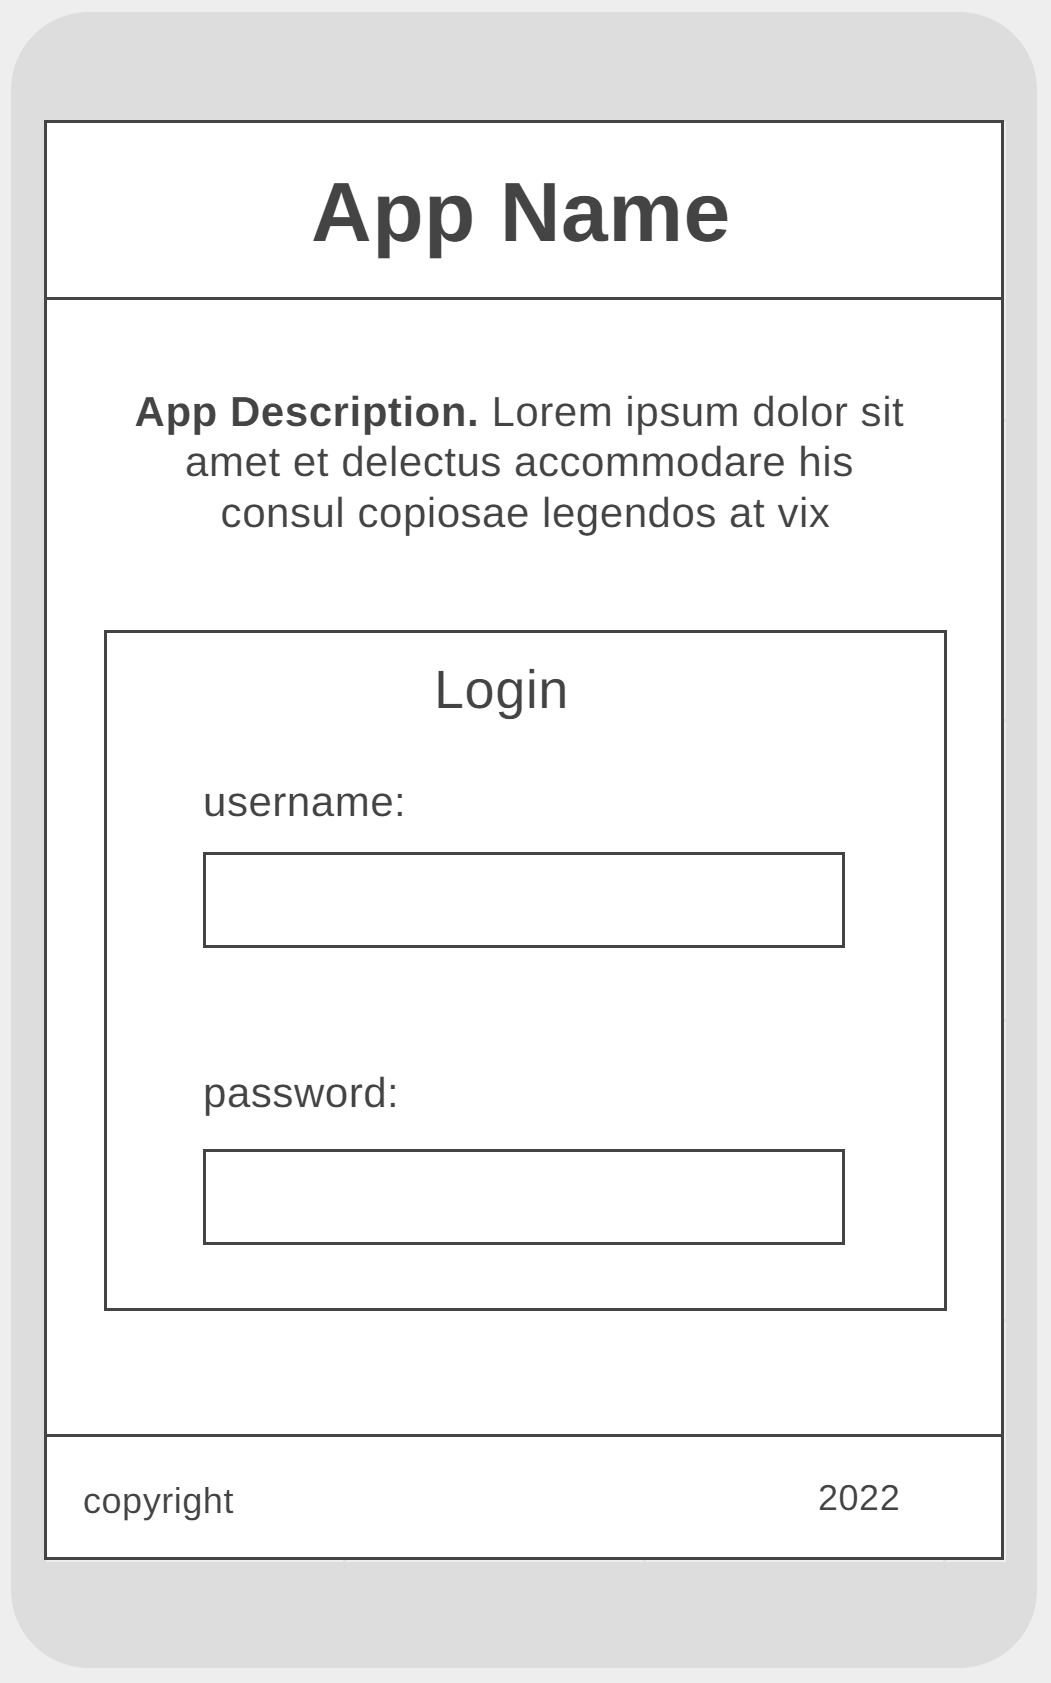 App Name
App Description. Lorem ipsum dolor sit
amet et delectus accommodare his
consul copiosae legendos at vix
Login
username:
password:
copyright 2022